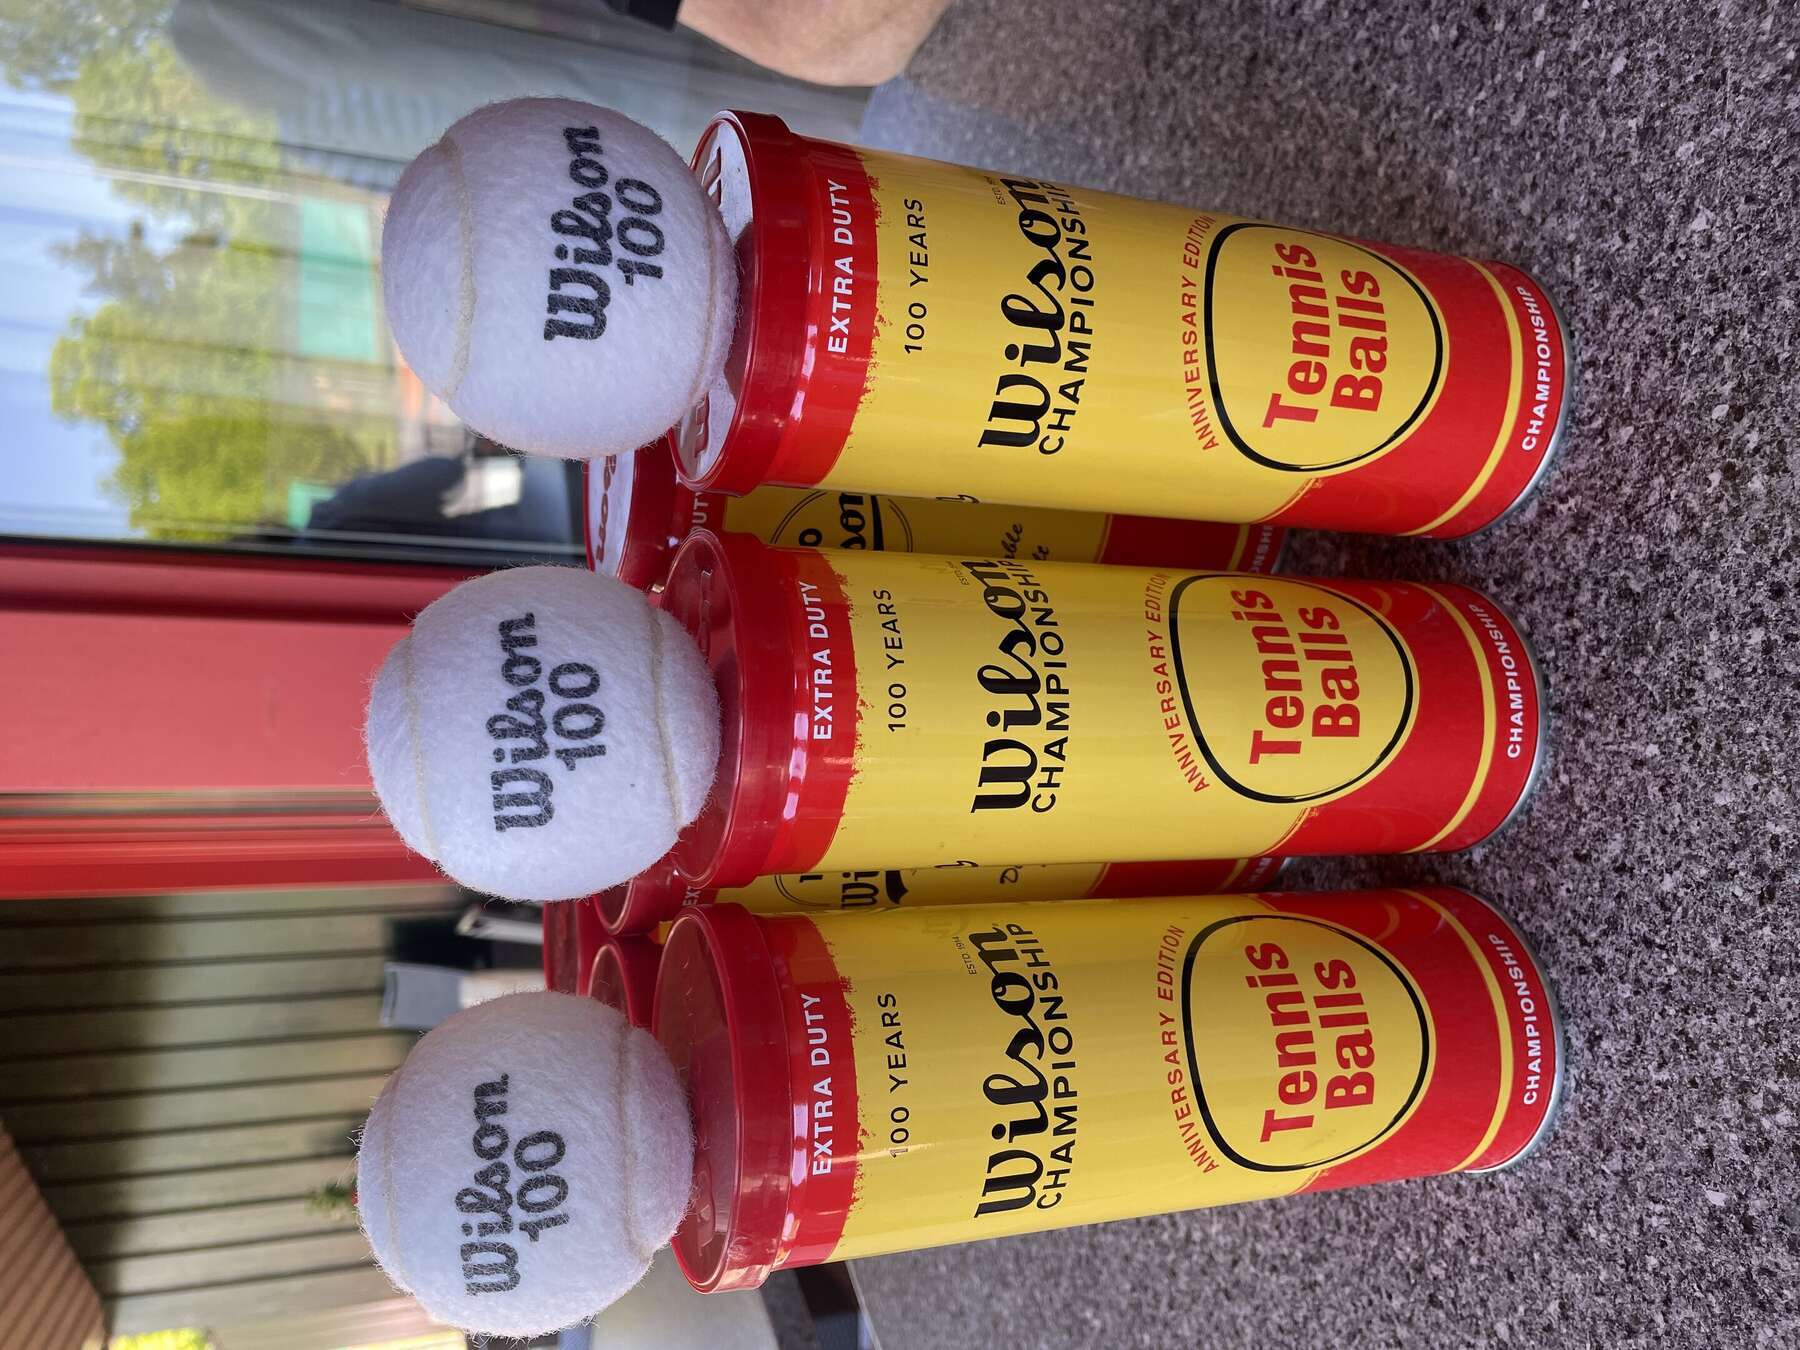 Wilson
100
Wilson
100
Wilson
100
EXTRA DUTY
100 YEARS
ESTD. 1914
Wilson
CHAMPIONSHIP
ANNIVERSARY EDITION
Tennis
Balls
CHAMPIONSHIP
EXTRA DUTY
100 YEARS
Wilson
CHAMPIONSHIP
ANNIVERSARY EDITION
Tennis
Balls
CHAMPIONSHIP
EXTRA DUTY
100 YEARS
Wilson
CHAMPIONSHIP
ANNIVERSARY EDITION
Tennis
Balls
CHAMPIONSHIP